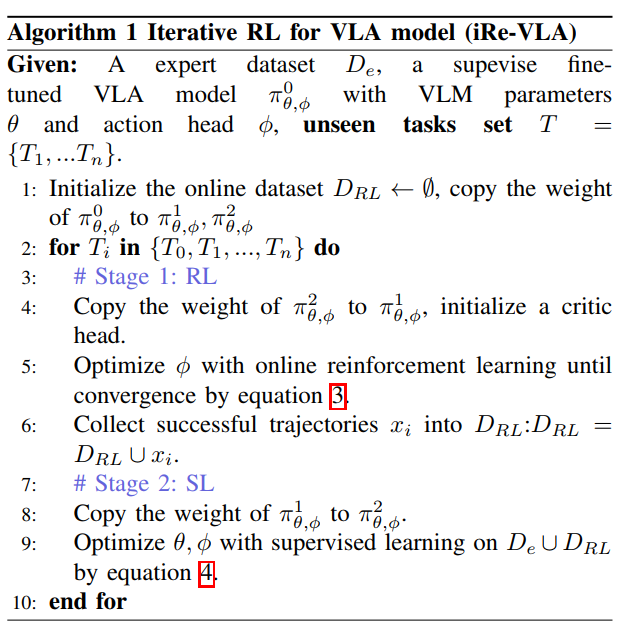 Algorithm 1 Iterative RL for VLA model (iRe-VLA)
Given: A expert dataset $D_e$, a supevise fine-
tuned VLA model $\pi^0_{\theta,\phi}$ with VLM parameters
$\theta$ and action head $\phi$, unseen tasks set $T$ =
$\{T_1, ...T_n\}$.
1: Initialize the online dataset $D_{RL} \leftarrow \emptyset$, copy the weight
of $\pi^0_{\theta,\phi}$ to $\pi^1_{\theta,\phi}, \pi^2_{\theta,\phi}$
2: for $T_i$ in $\{T_0, T_1, ..., T_n\}$ do
3: # Stage 1: RL
4: Copy the weight of $\pi^2_{\theta,\phi}$ to $\pi^1_{\theta,\phi}$, initialize a critic
head.
5: Optimize $\phi$ with online reinforcement learning until
convergence by equation 3.
6: Collect successful trajectories $x_i$ into $D_{RL}$:$D_{RL}$ =
$D_{RL} \cup x_i$.
7: # Stage 2: SL
8: Copy the weight of $\pi^1_{\theta,\phi}$ to $\pi^2_{\theta,\phi}$.
9: Optimize $\theta, \phi$ with supervised learning on $D_e \cup D_{RL}$
by equation 4.
10: end for